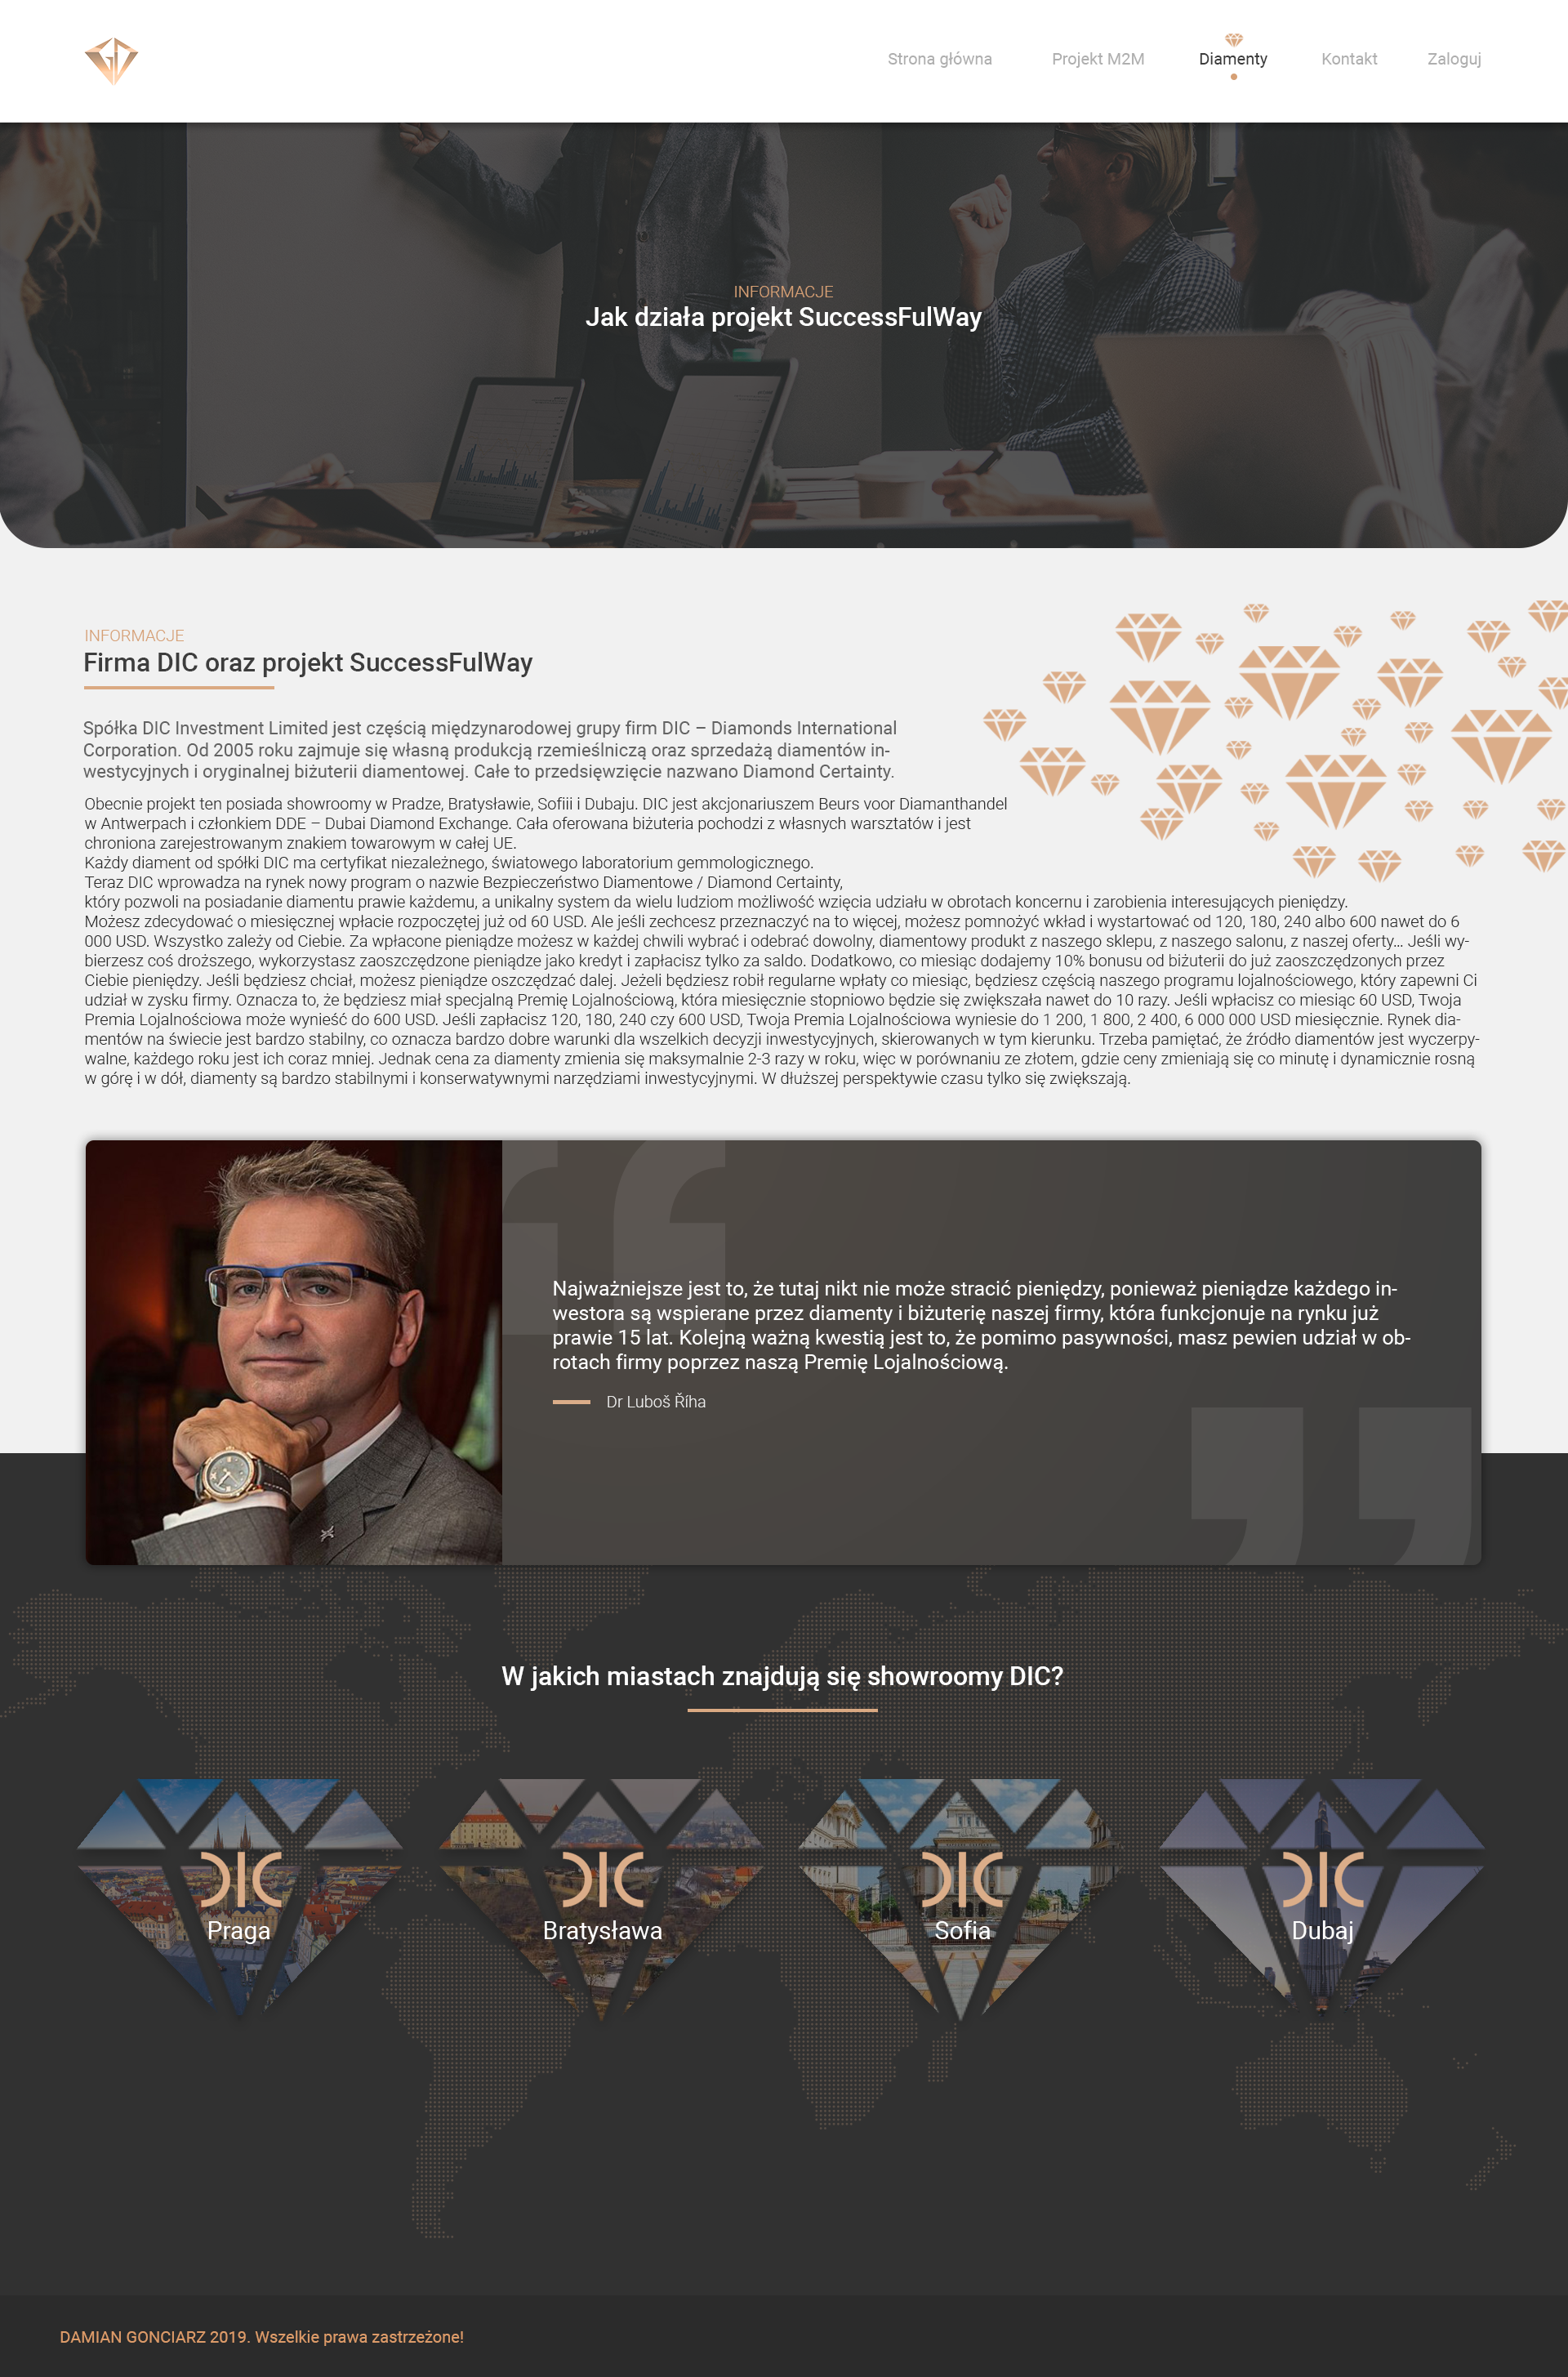 Strona główna Projekt M2M Diamenty Kontakt Zaloguj
INFORMACJE
Jak działa projekt SuccessFulWay
INFORMACJE
Firma DIC oraz projekt SuccessFulWay
Spółka DIC Investment Limited jest częścią międzynarodowej grupy firm DIC – Diamonds International
Corporation. Od 2005 roku zajmuje się własną produkcją rzemieślniczą oraz sprzedażą diamentów in-
westycyjnych i oryginalnej biżuterii diamentowej. Całe to przedsięwzięcie nazwano Diamond Certainty.
Obecnie projekt ten posiada showroomy w Pradze, Bratysławie, Sofiii i Dubaju. DIC jest akcjonariuszem Beurs voor Diamanthandel
w Antwerpach i członkiem DDE – Dubai Diamond Exchange. Cała oferowana biżuteria pochodzi z własnych warsztatów i jest
chroniona zarejestrowanym znakiem towarowym w całej UE.
Każdy diament od spółki DIC ma certyfikat niezależnego, światowego laboratorium gemmologicznego.
Teraz DIC wprowadza na rynek nowy program o nazwie Bezpieczeństwo Diamentowe / Diamond Certainty,
który pozwoli na posiadanie diamentu prawie każdemu, a unikalny system da wielu ludziom możliwość wzięcia udziału w obrotach koncernu i zarobienia interesujących pieniędzy.
Możesz zdecydować o miesięcznej wpłacie rozpoczętej już od 60 USD. Ale jeśli zechcesz przeznaczyć na to więcej, możesz pomnożyć wkład i wystartować od 120, 180, 240 albo 600 nawet do 6
000 USD. Wszystko zależy od Ciebie. Za wpłacone pieniądze możesz w każdej chwili wybrać i odebrać dowolny, diamentowy produkt z naszego sklepu, z naszego salonu, z naszej oferty… Jeśli wy-
bierzesz coś droższego, wykorzystasz zaoszczędzone pieniądze jako kredyt i zapłacisz tylko za saldo. Dodatkowo, co miesiąc dodajemy 10% bonusu od biżuterii do już zaoszczędzonych przez
Ciebie pieniędzy. Jeśli będziesz chciał, możesz pieniądze oszczędzać dalej. Jeżeli będziesz robił regularne wpłaty co miesiąc, będziesz częścią naszego programu lojalnościowego, który zapewni Ci
udział w zysku firmy. Oznacza to, że będziesz miał specjalną Premię Lojalnościową, która miesięcznie stopniowo będzie się zwiększała nawet do 10 razy. Jeśli wpłacisz co miesiąc 60 USD, Twoja
Premia Lojalnościowa może wynieść do 600 USD. Jeśli zapłacisz 120, 180, 240 czy 600 USD, Twoja Premia Lojalnościowa wyniesie do 1 200, 1 800, 2 400, 6 000 000 USD miesięcznie. Rynek dia-
mentów na świecie jest bardzo stabilny, co oznacza bardzo dobre warunki dla wszelkich decyzji inwestycyjnych, skierowanych w tym kierunku. Trzeba pamiętać, że źródło diamentów jest wyczerpy-
walne, każdego roku jest ich coraz mniej. Jednak cena za diamenty zmienia się maksymalnie 2-3 razy w roku, więc w porównaniu ze złotem, gdzie ceny zmieniają się co minutę i dynamicznie rosną
w górę i w dół, diamenty są bardzo stabilnymi i konserwatywnymi narzędziami inwestycyjnymi. W dłuższej perspektywie czasu tylko się zwiększają.
Najważniejsze jest to, że tutaj nikt nie może stracić pieniędzy, ponieważ pieniądze każdego in-
westora są wspierane przez diamenty i biżuterię naszej firmy, która funkcjonuje na rynku już
prawie 15 lat. Kolejną ważną kwestią jest to, że pomimo pasywności, masz pewien udział w ob-
rotach firmy poprzez naszą Premię Lojalnościową.
Dr Luboš Říha
W jakich miastach znajdują się showroomy DIC?
DIC DIC DIC DIC
Praga Bratysława Sofia Dubaj
DAMIAN GONCIARZ 2019. Wszelkie prawa zastrzeżone!